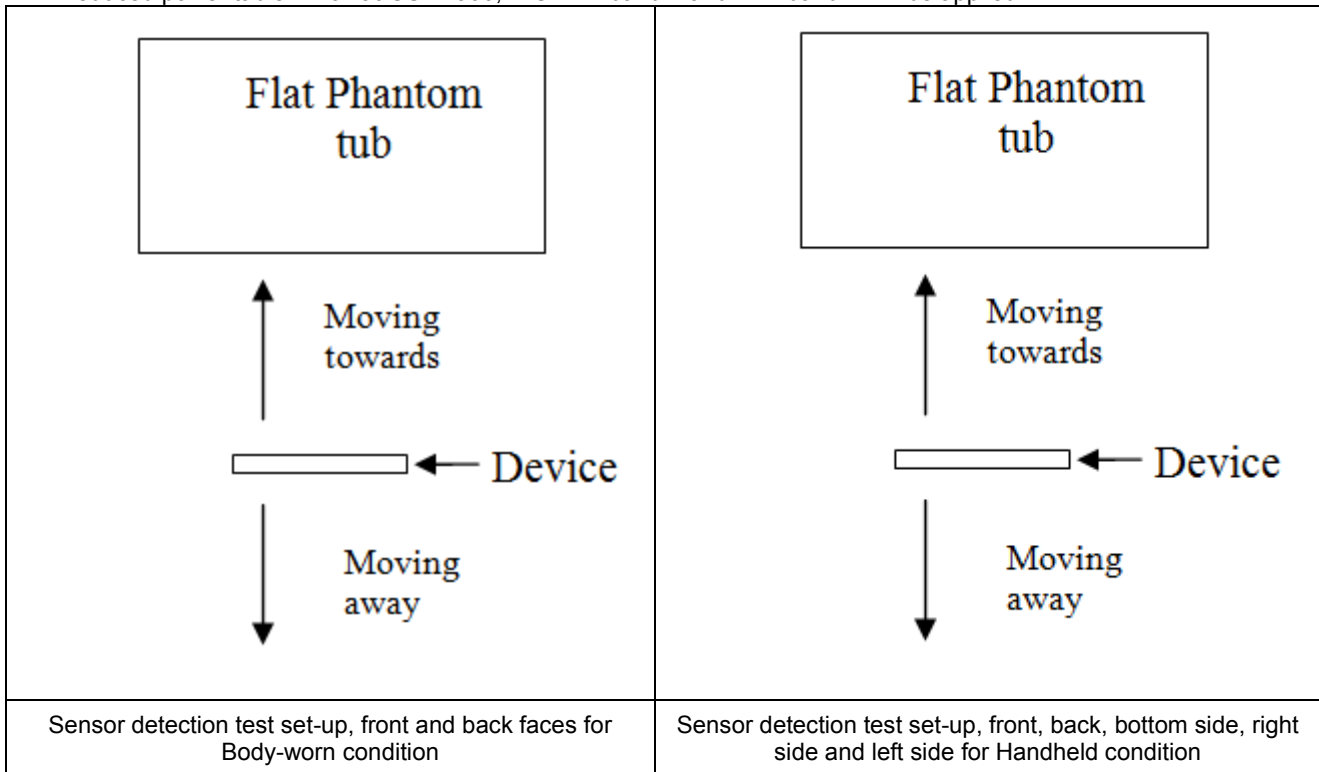 Flat Phantom
tub
Moving
towards
Device
Moving
away
Sensor detection test set-up, front and back faces for
Body-worn condition
Flat Phantom
tub
Moving
towards
Device
Moving
away
Sensor detection test set-up, front, back, bottom side, right
side and left side for Handheld condition